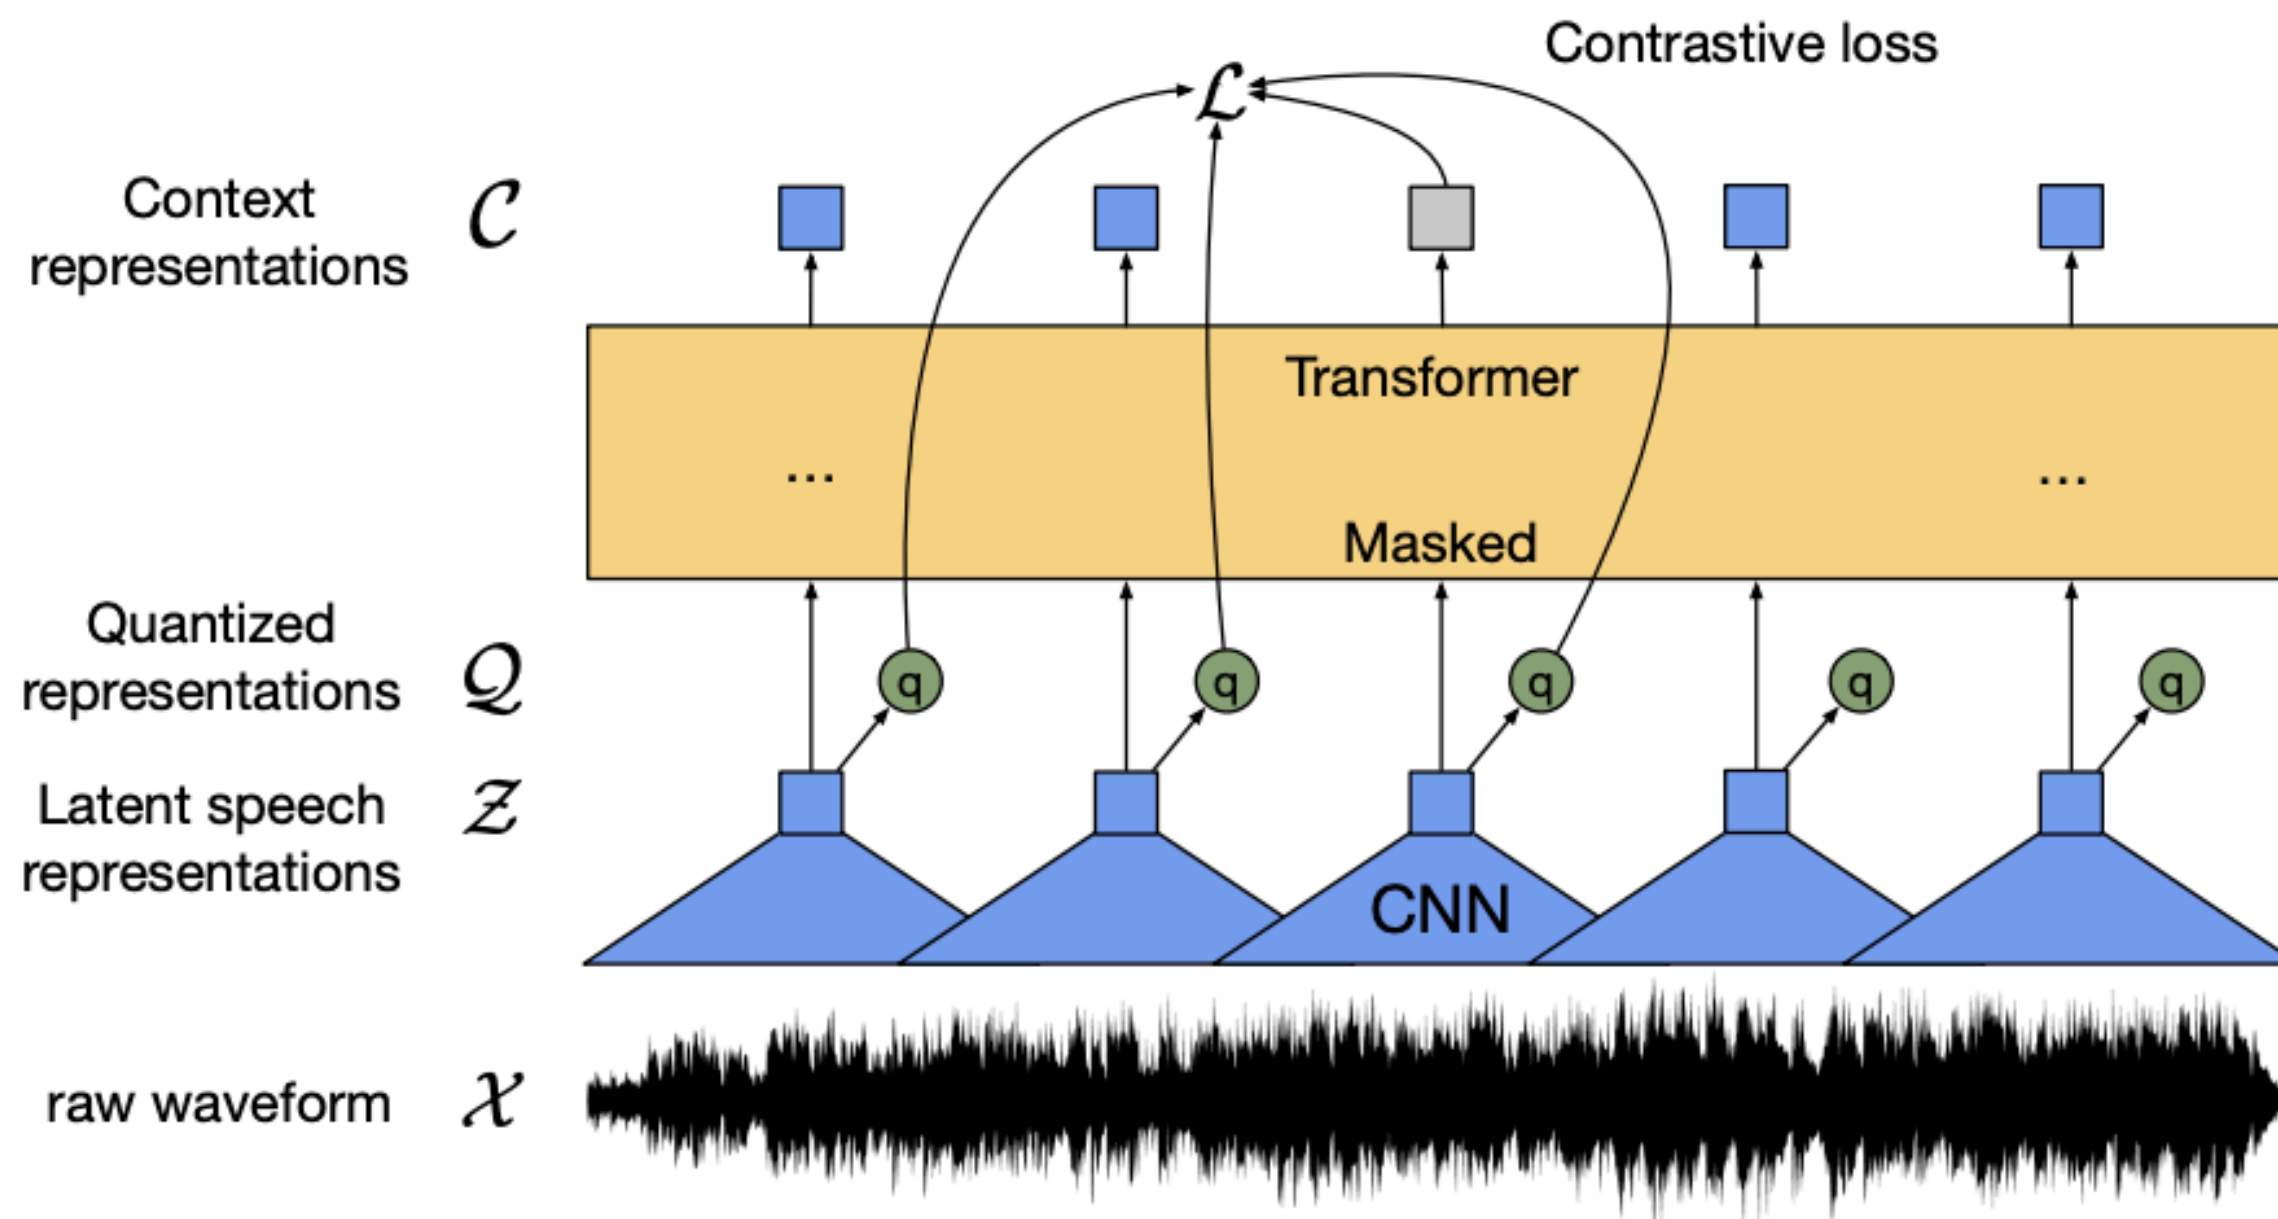 Contrastive loss
ℒ
Context
representations
𝒞
Transformer
...
...
Masked
Quantized
representations
𝒬
q
q
q
q
q
Latent speech
representations
𝒵
CNN
raw waveform
𝒳